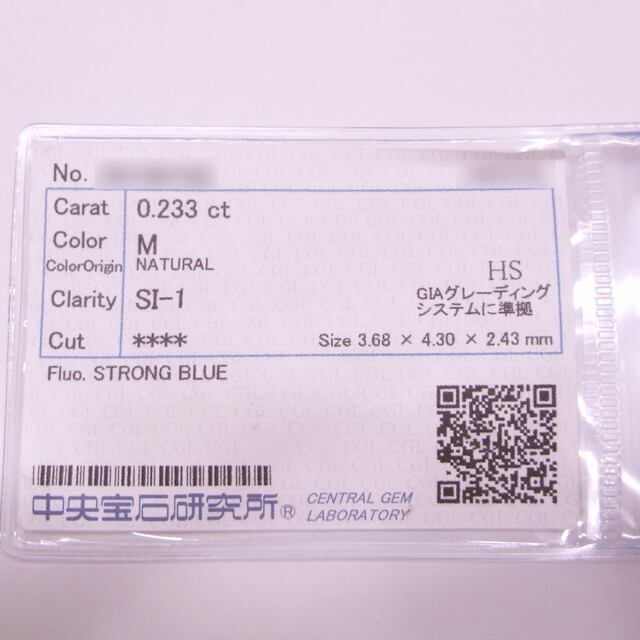 No.
Carat 0.233 ct
Color M
ColorOrigin NATURAL
HS
Clarity SI-1
GIAグレーディング
システムに準拠
Cut **** Size 3.68 × 4.30 × 2.43 mm
Fluo. STRONG BLUE
中央宝石研究所® CENTRAL GEM
LABORATORY